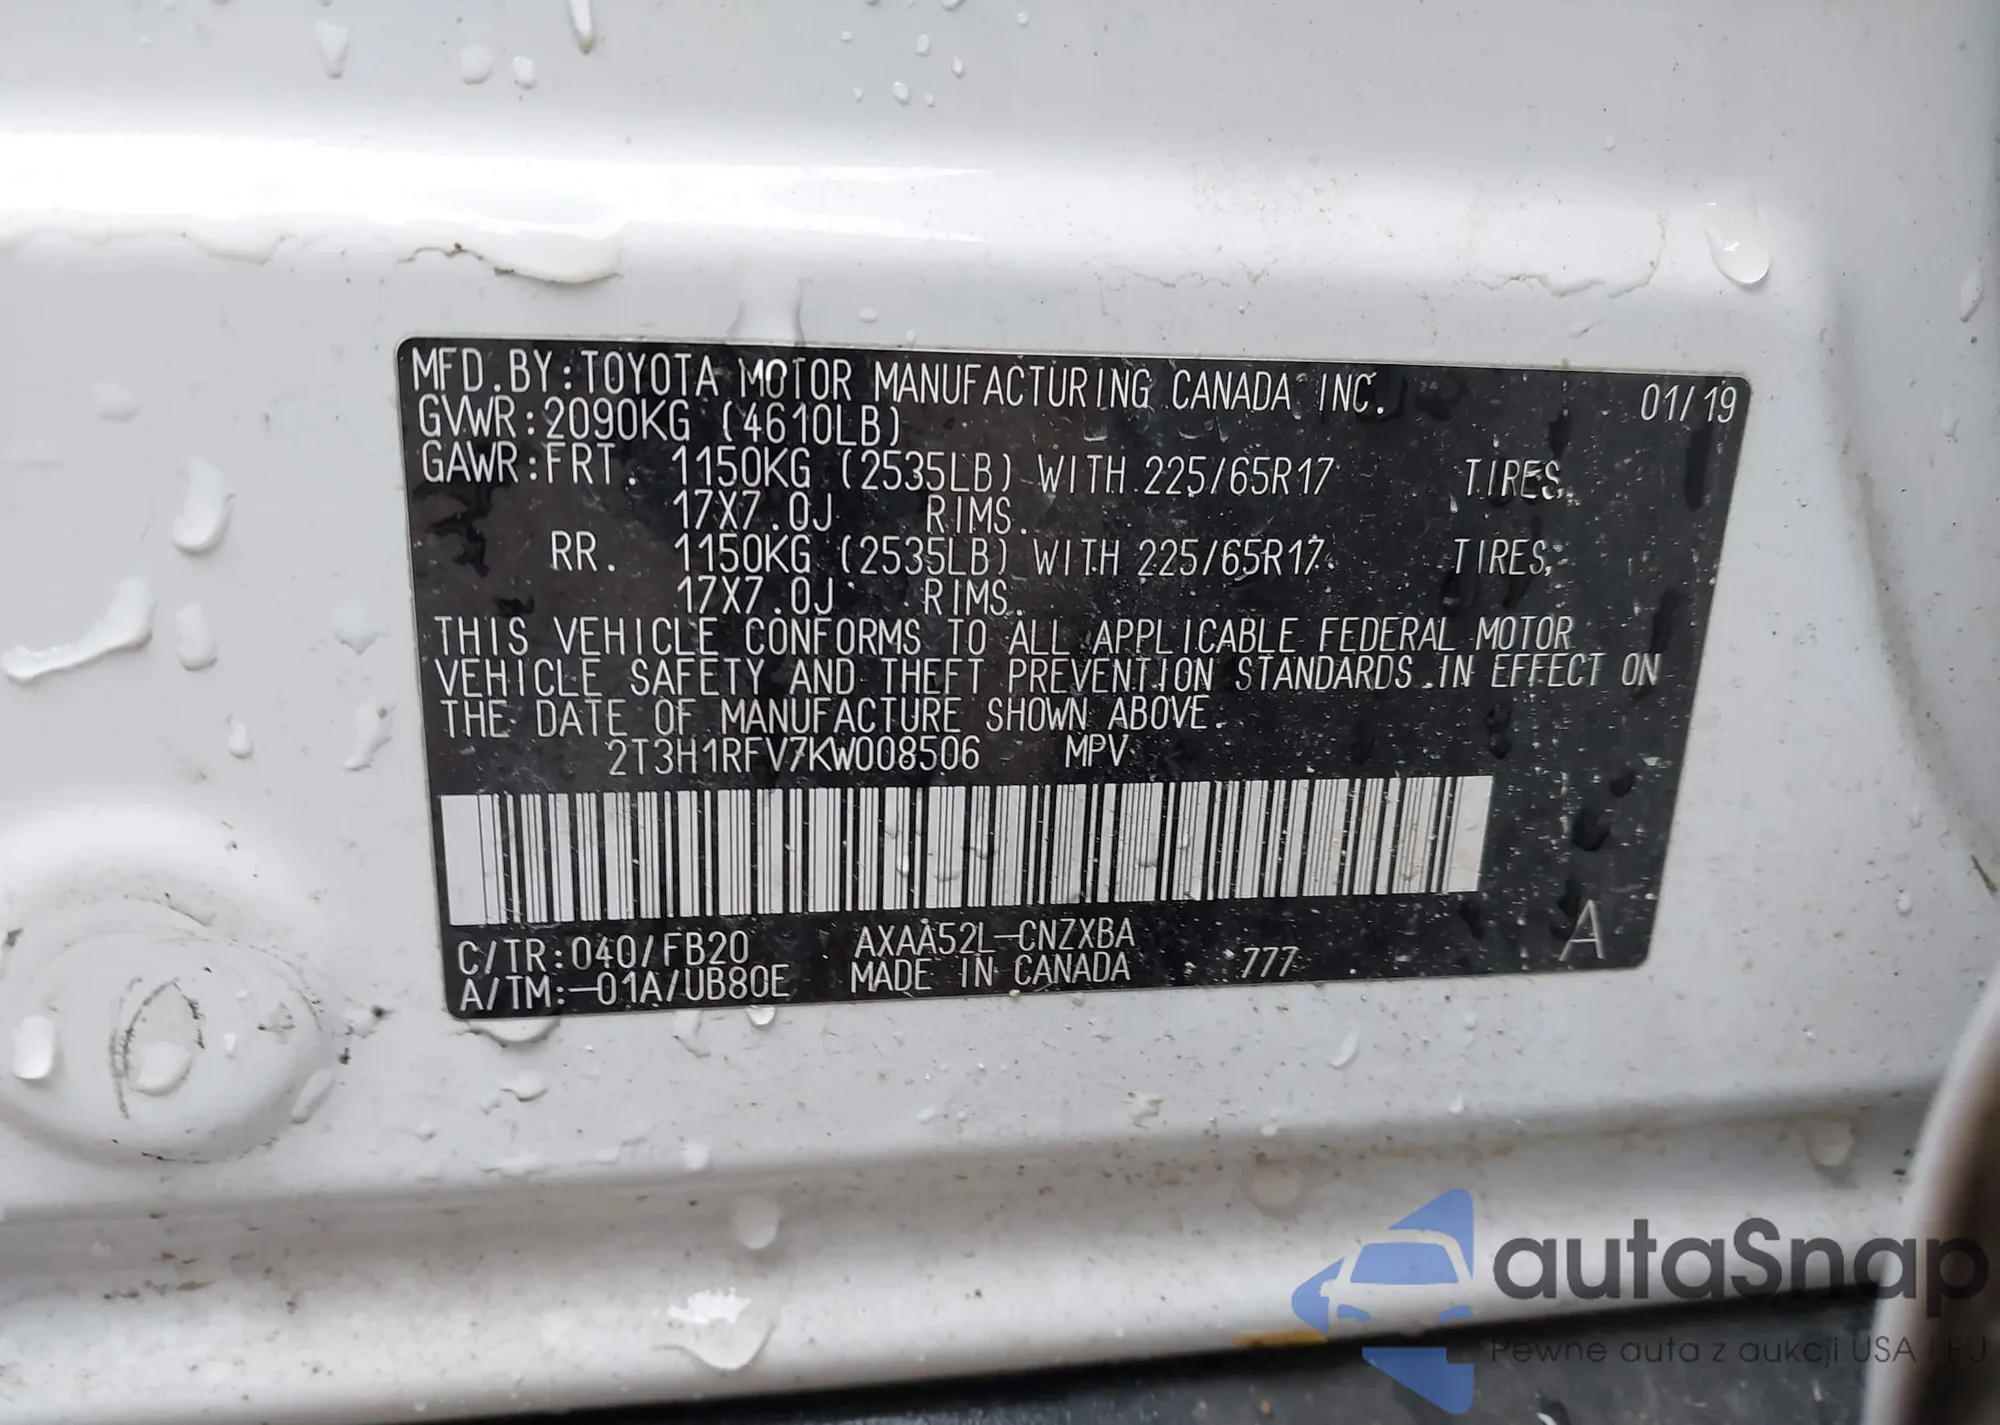 MFD.BY:TOYOTA MOTOR MANUFACTURING CANADA INC. 01/19
GVWR:2090KG (4610LB)
GAWR:FRT. 1150KG (2535LB) WITH 225/65R17 TIRES,
17X7.0J RIMS.
RR. 1150KG (2535LB) WITH 225/65R17 TIRES,
17X7.0J RIMS.
THIS VEHICLE CONFORMS TO ALL APPLICABLE FEDERAL MOTOR
VEHICLE SAFETY AND THEFT PREVENTION STANDARDS IN EFFECT ON
THE DATE OF MANUFACTURE SHOWN ABOVE.
2T3H1RFV7KW008506 MPV
C/TR:040/FB20 AXAA52L-CNZXBA
A/TM:-01A/UB80E MADE IN CANADA 777 A
autaSnap
Pewne auta z aukcji USA i EU